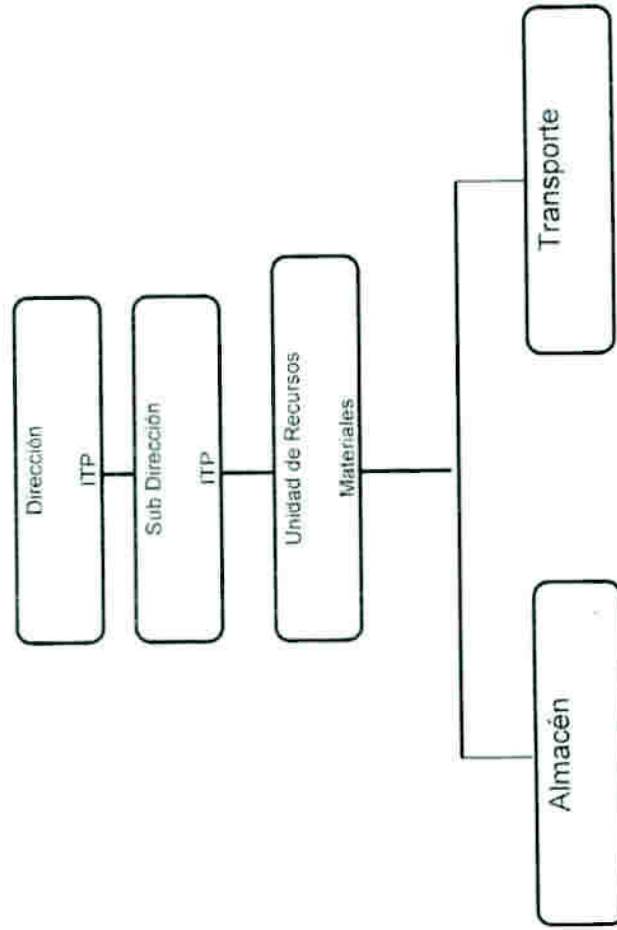 Dirección
ITP
Sub Dirección
ITP
Unidad de Recursos
Materiales
Almacén
Transporte